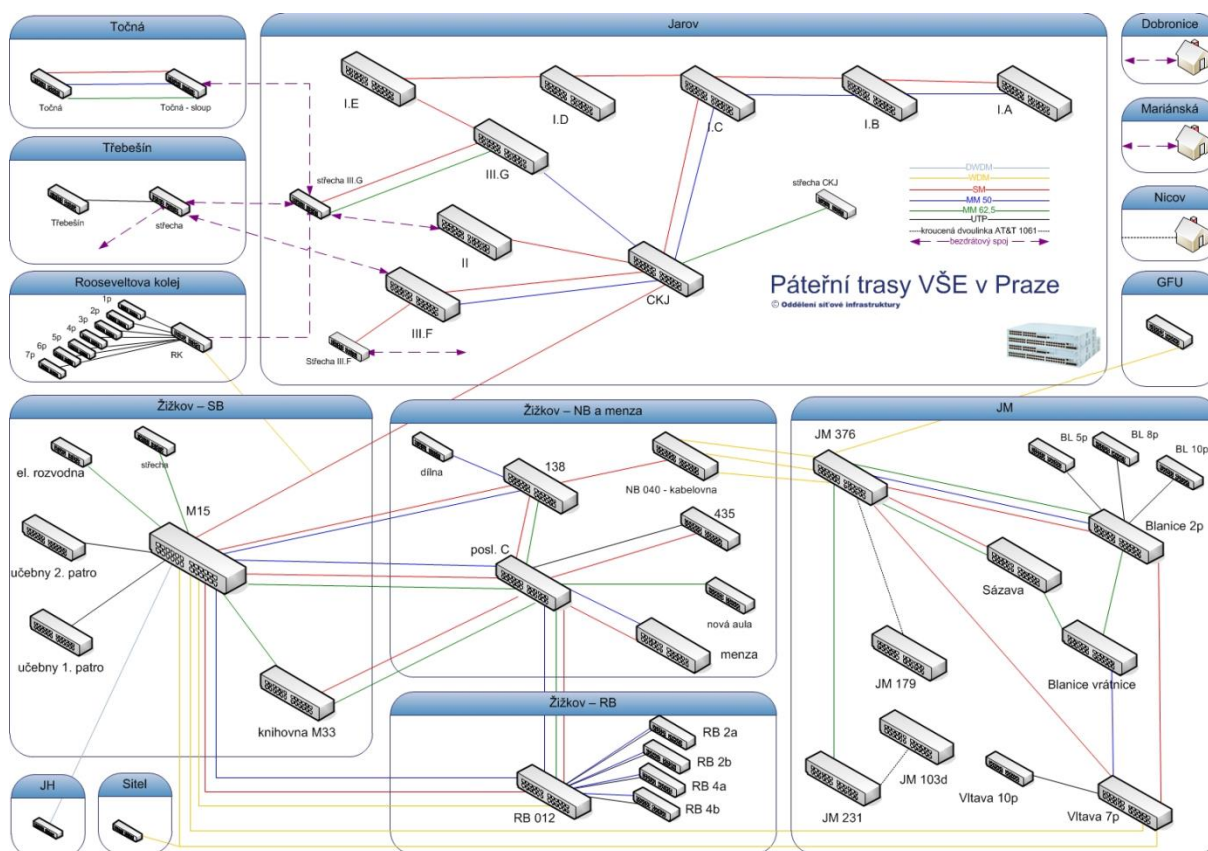 Točná
Točná
Točná - sloup
Třebešín
Třebešín
střecha
Rooseveltova kolej
1p
2p
3p
4p
5p
6p
7p
RK
Jarov
I.E
I.D
I.C
I.B
I.A
III.G
střecha III.G
II
III.F
Střecha III.F
CKJ
střecha CKJ
DWDM
WDM
SM
MM 50
MM 62,5
UTP
kroucená dvoulinka AT&T 1061
bezdrátový spoj
Páteřní trasy VŠE v Praze
© Oddělení síťové infrastruktury
Dobronice
Mariánská
Nicov
GFU
Žižkov – SB
el. rozvodna
střecha
M15
učebny 2. patro
učebny 1. patro
knihovna M33
Žižkov – NB a menza
dílna
138
NB 040 - kabelovna
posl. C
435
nová aula
menza
Žižkov – RB
RB 012
RB 2a
RB 2b
RB 4a
RB 4b
JM
JM 376
BL 5p
BL 8p
BL 10p
Blanice 2p
Sázava
JM 179
Blanice vrátnice
JM 103d
JM 231
Vltava 10p
Vltava 7p
JH
Sitel